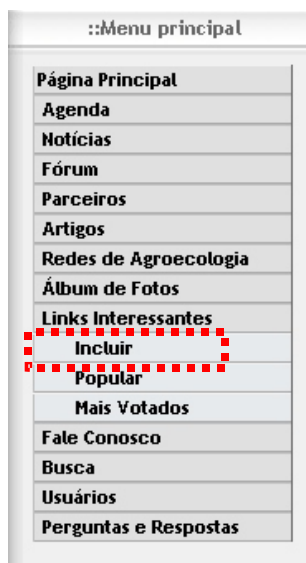 ::Menu principal
Página Principal
Agenda
Notícias
Fórum
Parceiros
Artigos
Redes de Agroecologia
Álbum de Fotos
Links Interessantes
Incluir
Popular
Mais Votados
Fale Conosco
Busca
Usuários
Perguntas e Respostas